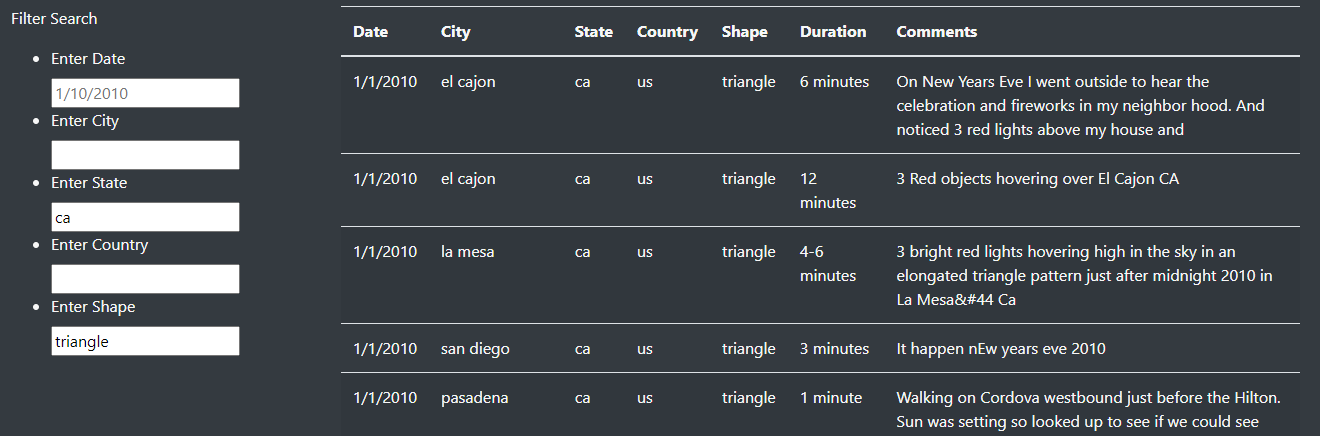 Filter Search
Enter Date
1/10/2010
Enter City
Enter State
ca
Enter Country
Enter Shape
triangle
Date City State Country Shape Duration Comments
1/1/2010 el cajon ca us triangle 6 minutes On New Years Eve I went outside to hear the
celebration and fireworks in my neighbor hood. And
noticed 3 red lights above my house and
1/1/2010 el cajon ca us triangle 12 3 Red objects hovering over El Cajon CA
minutes
1/1/2010 la mesa ca us triangle 4-6 3 bright red lights hovering high in the sky in an
minutes elongated triangle pattern just after midnight 2010 in
La Mesa&#44 Ca
1/1/2010 san diego ca us triangle 3 minutes It happen nEw years eve 2010
1/1/2010 pasadena ca us triangle 1 minute Walking on Cordova westbound just before the Hilton.
Sun was setting so looked up to see if we could see